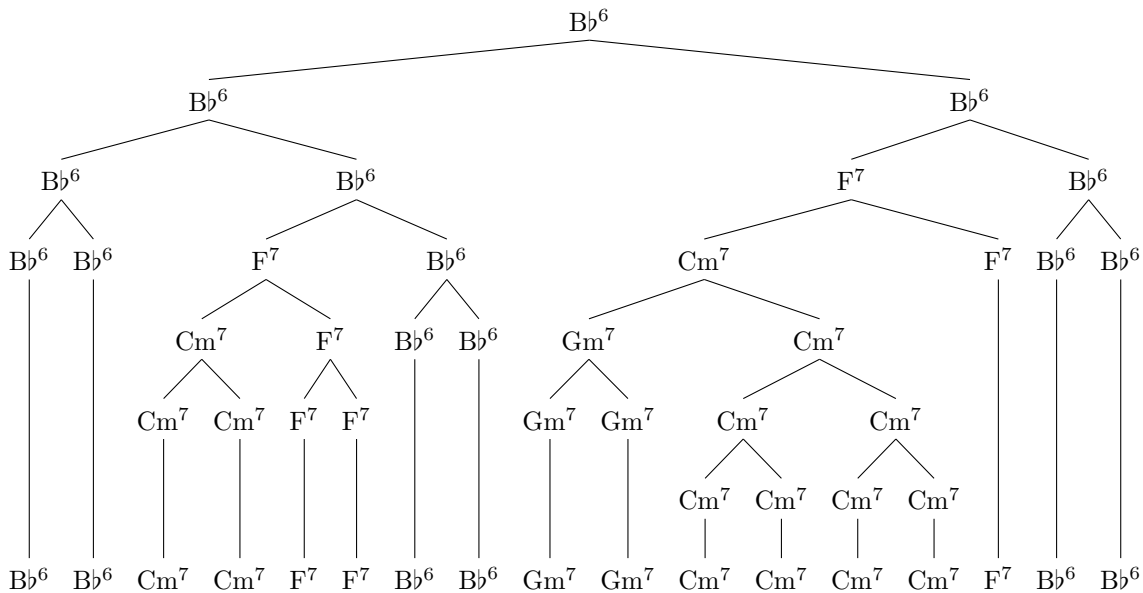 B♭⁶
B♭⁶ B♭⁶
B♭⁶ B♭⁶ F⁷ B♭⁶
B♭⁶ B♭⁶ F⁷ B♭⁶ Cm⁷ F⁷ B♭⁶ B♭⁶
Cm⁷ F⁷ B♭⁶ B♭⁶ Gm⁷ Cm⁷
Cm⁷ Cm⁷ F⁷ F⁷ Gm⁷ Gm⁷ Cm⁷ Cm⁷
Cm⁷ Cm⁷ Cm⁷ Cm⁷
B♭⁶ B♭⁶ Cm⁷ Cm⁷ F⁷ F⁷ B♭⁶ B♭⁶ Gm⁷ Gm⁷ Cm⁷ Cm⁷ Cm⁷ Cm⁷ F⁷ B♭⁶ B♭⁶